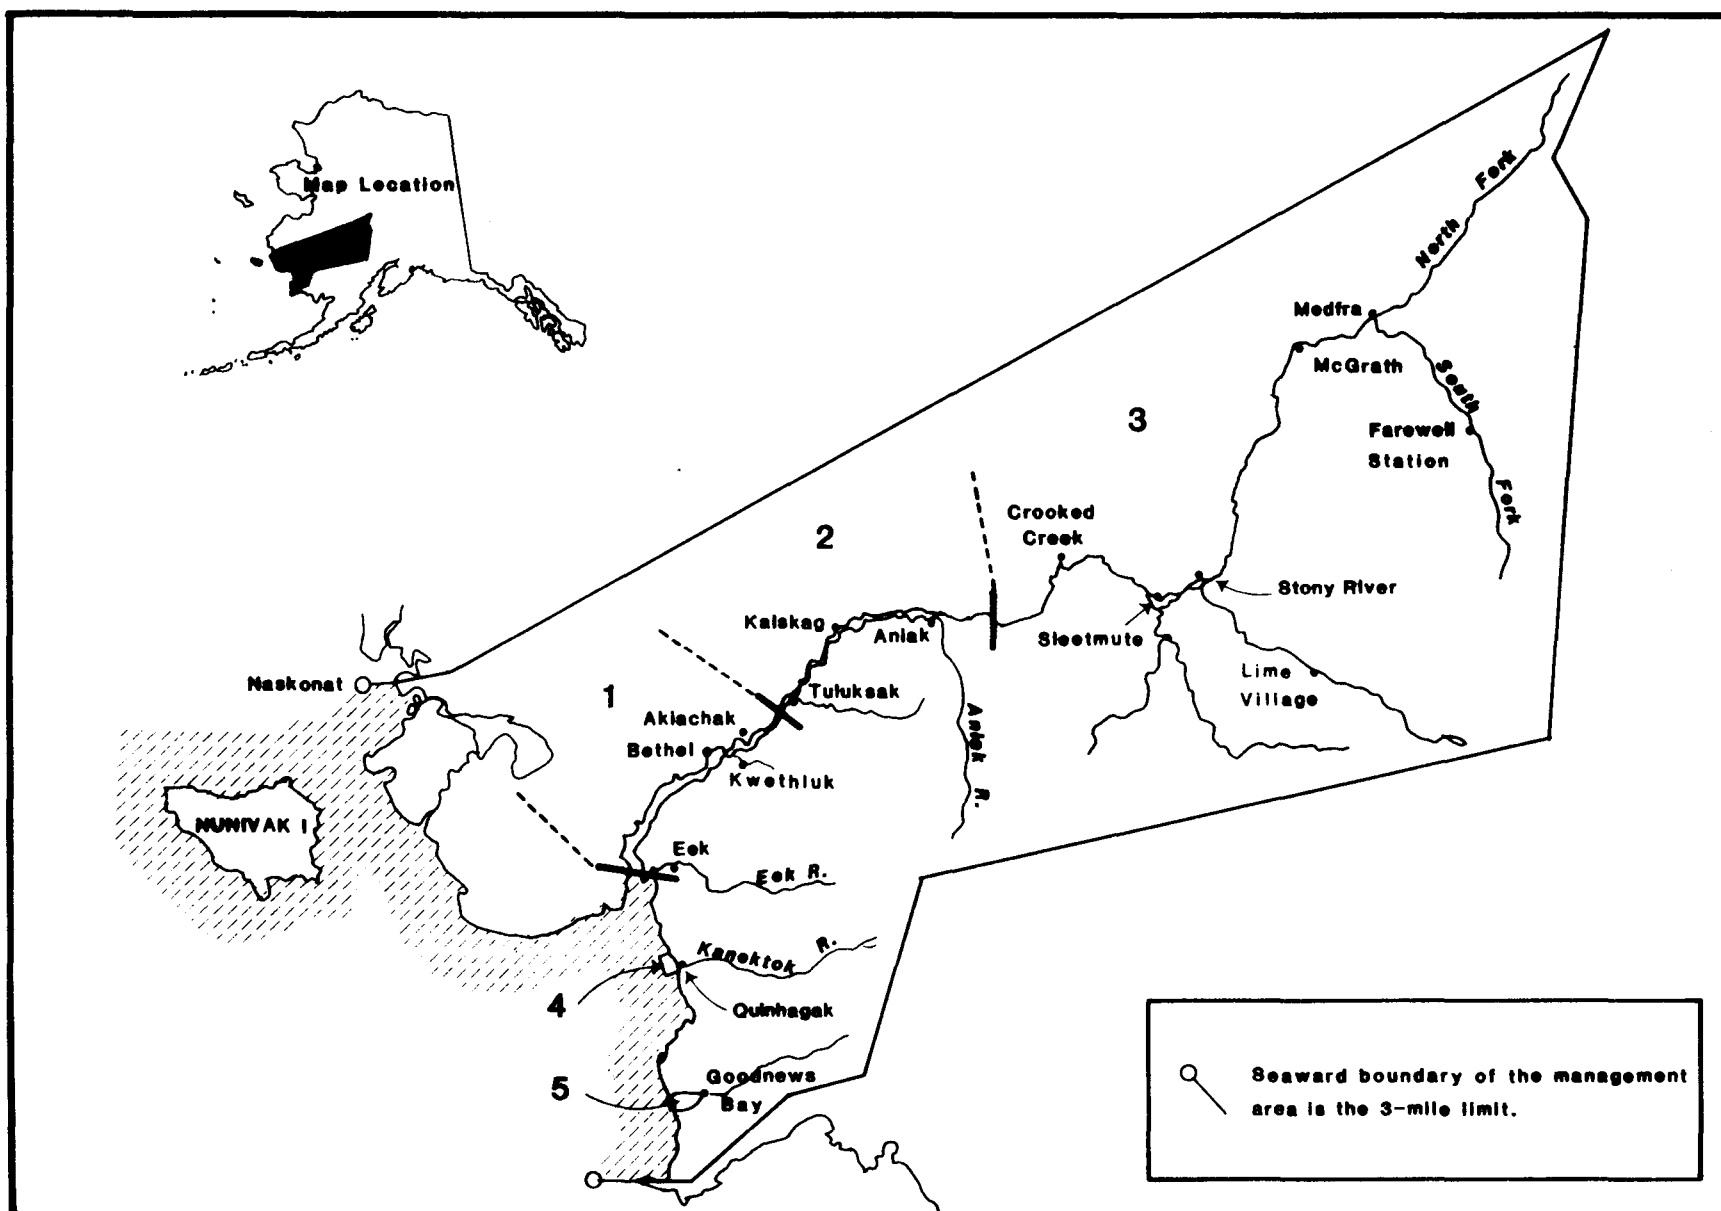 Map Location
North Fork
Medfra
McGrath
South Fork
Farewell
Station
3
2
Crooked
Creek
Stony River
Sleetmute
Lime
Village
Kalskag
Aniak
Aniak R.
Naskonat
1
Tuluksak
Akiachak
Bethel
Kwethluk
NUNIVAK I
Eek
Eek R.
Kanektok R.
4
Quinhagak
5
Goodnews
Bay
Seaward boundary of the management
area is the 3-mile limit.